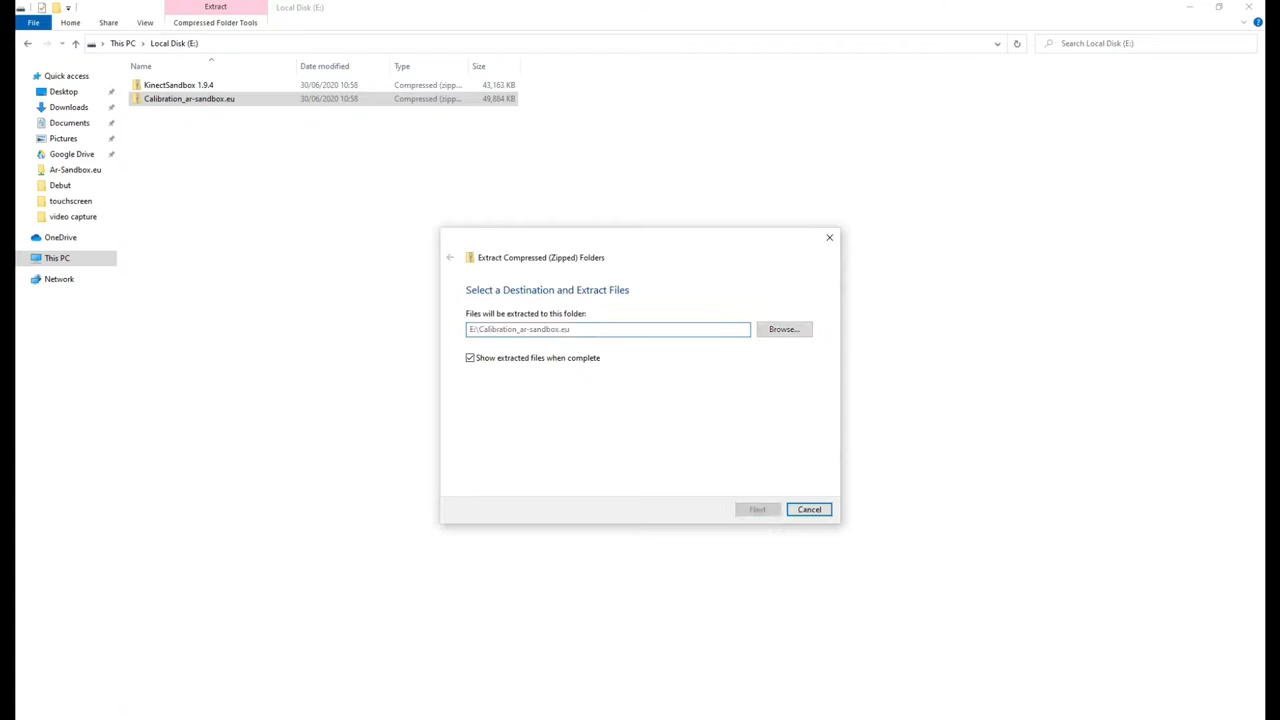 Extract
Local Disk (E:)
File
Home
Share
View
Compressed Folder Tools
This PC
Local Disk (E:)
Search Local Disk (E:)
Name
Date modified
Type
Size
Quick access
KinectSandbox 1.9.4
30/06/2020 10:58
Compressed (zipp...
43,163 KB
Desktop
Calibration_ar-sandbox.eu
30/06/2020 10:58
Compressed (zipp...
49,884 KB
Downloads
Documents
Pictures
Google Drive
Ar-Sandbox.eu
Debut
touchscreen
video capture
OneDrive
This PC
Network
Extract Compressed (Zipped) Folders
Select a Destination and Extract Files
Files will be extracted to this folder:
E:\Calibration_ar-sandbox.eu
Browse...
Show extracted files when complete
Next
Cancel